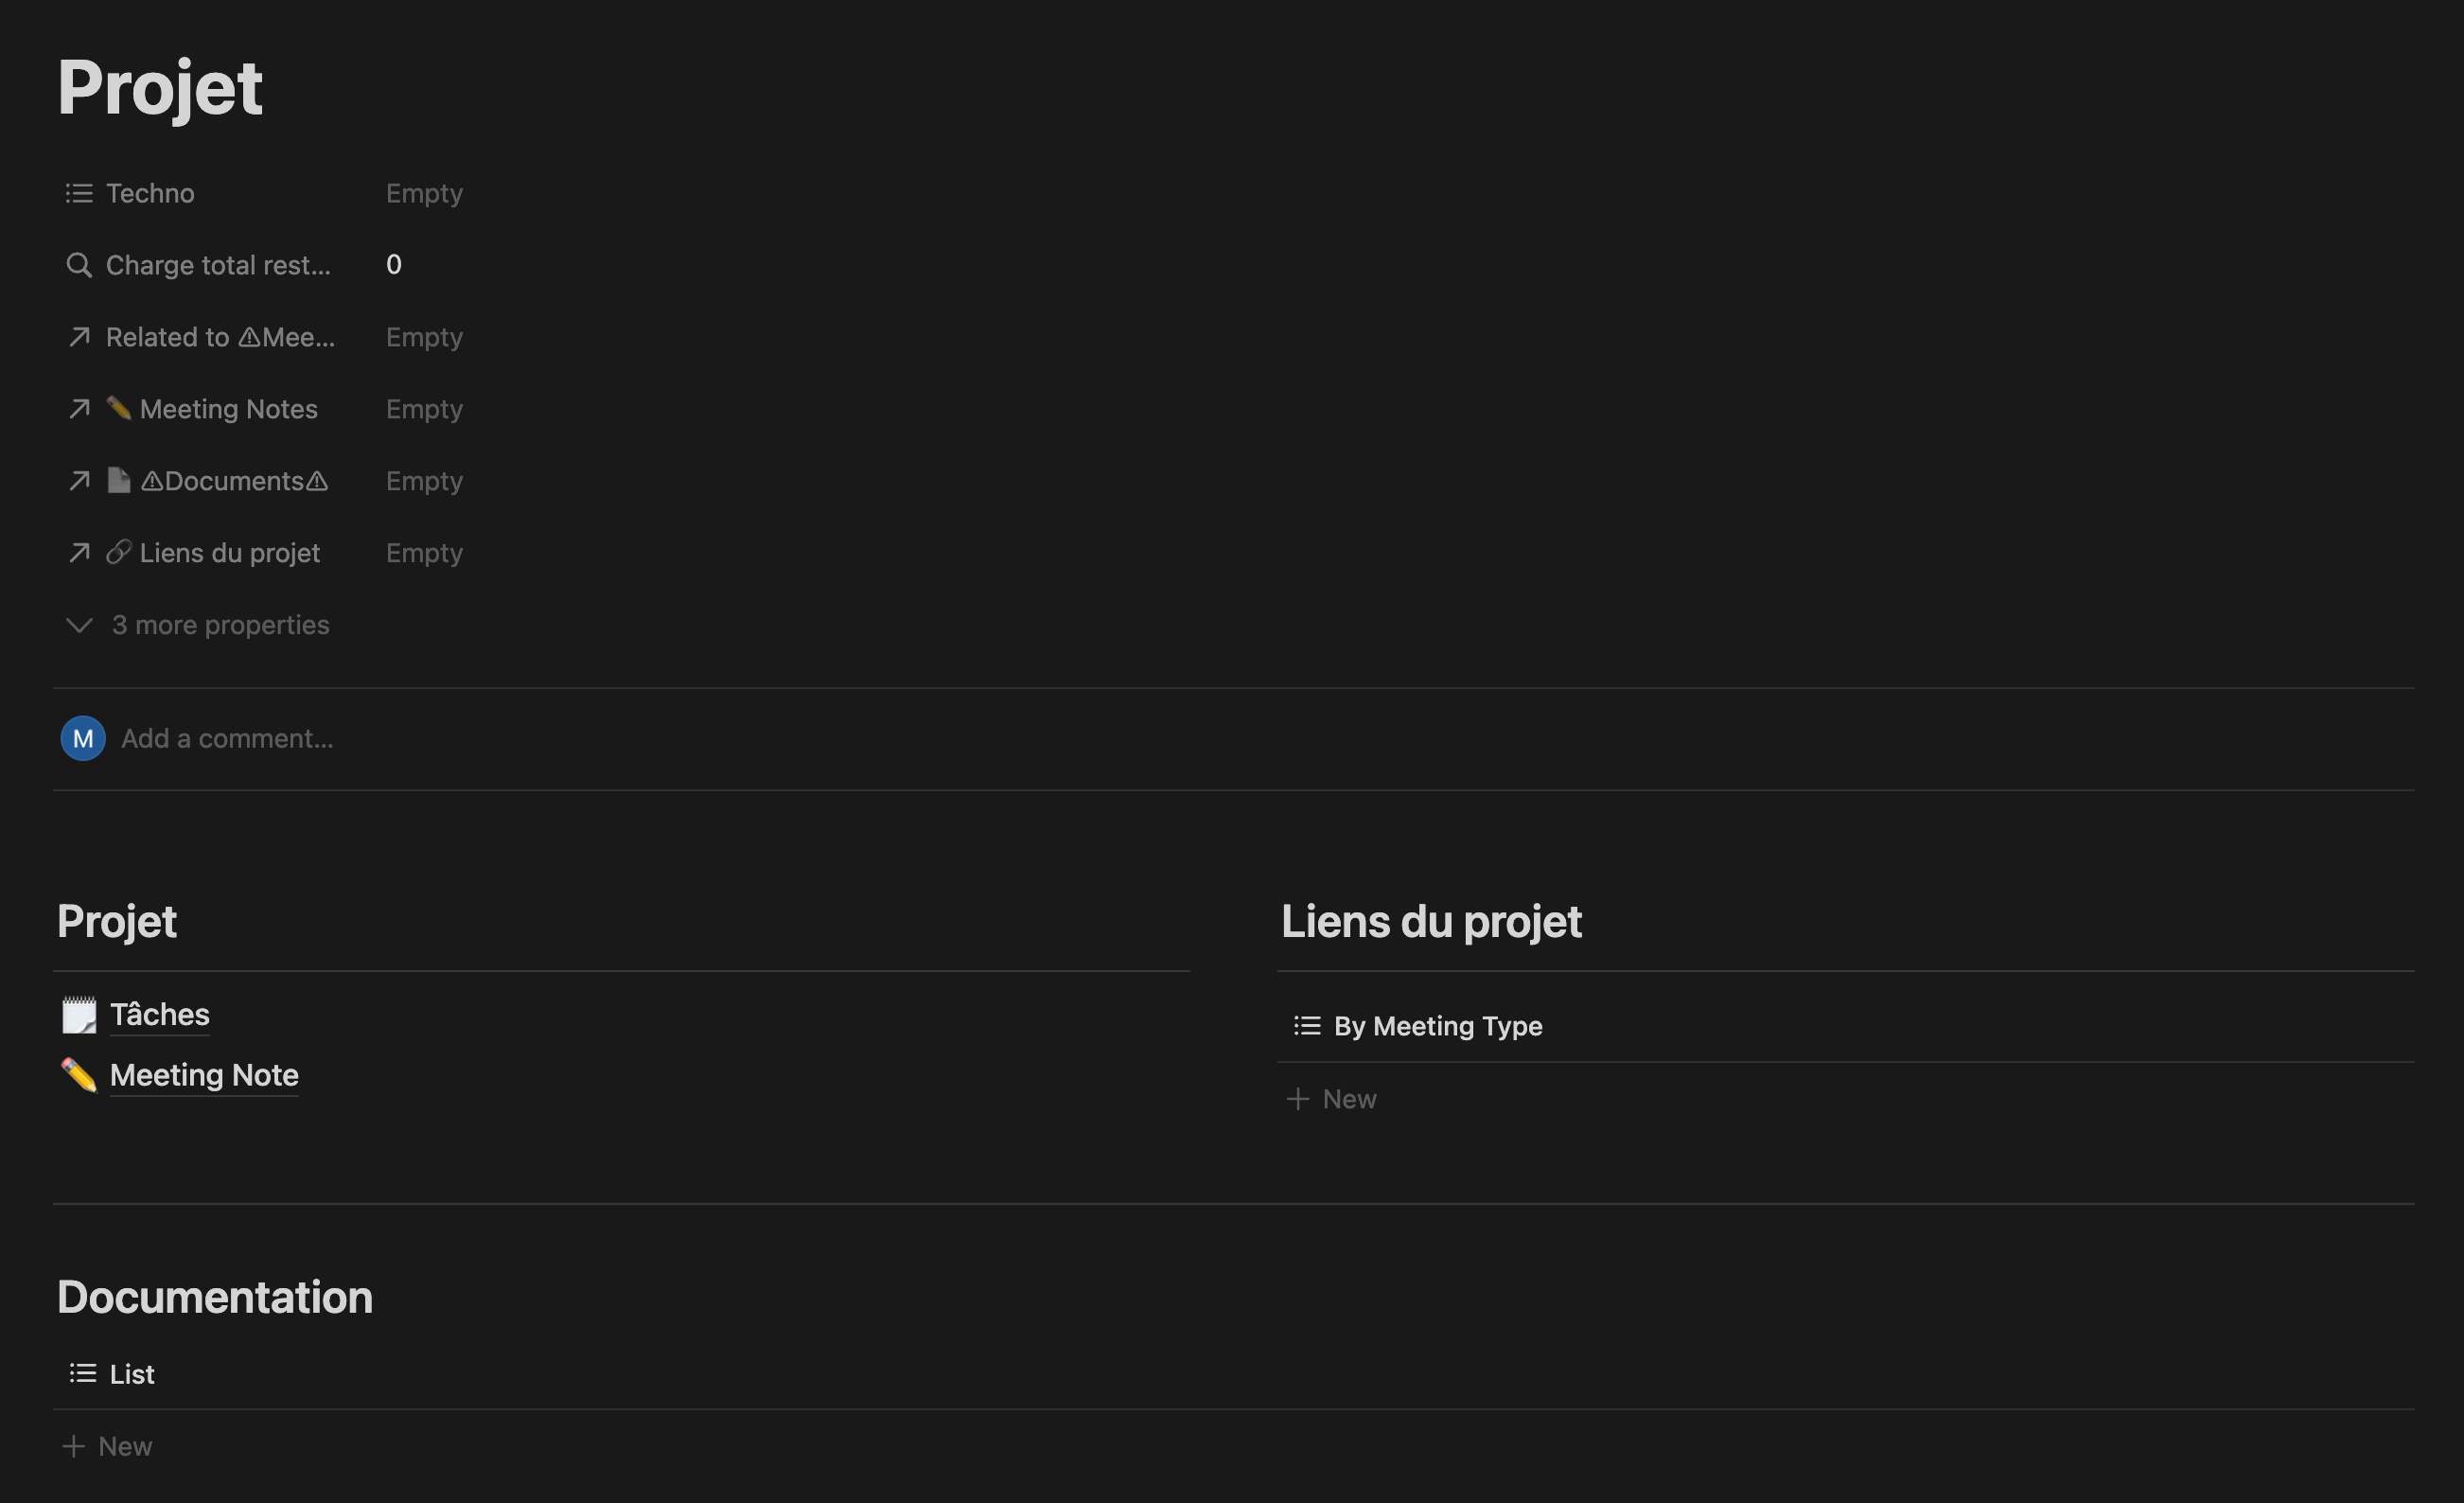 Projet
Techno Empty
Charge total rest... 0
Related to ⚠Mee... Empty
✏️ Meeting Notes Empty
📄 ⚠Documents⚠ Empty
🔗 Liens du projet Empty
3 more properties
M Add a comment...
Projet
🗒️ Tâches
✏️ Meeting Note
Liens du projet
By Meeting Type
+ New
Documentation
List
+ New